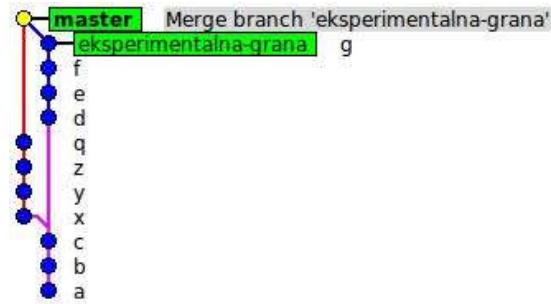 master Merge branch 'eksperimentalna-grana'
eksperimentalna-grana g
f
e
d
q
z
y
x
c
b
a